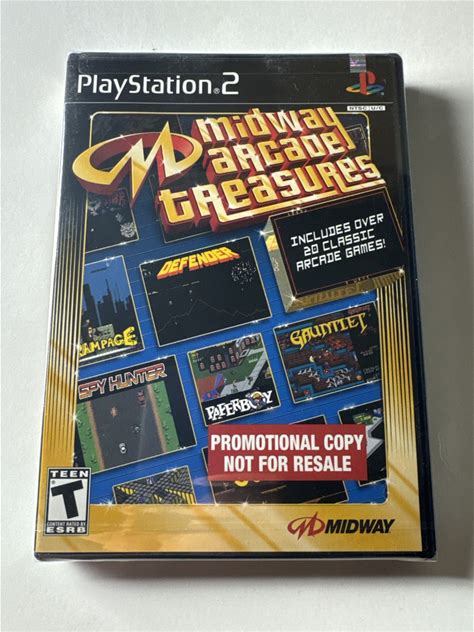 PlayStation®2
NTSC U/C
midway
arcade
treasures
INCLUDES OVER
20 CLASSIC
ARCADE GAMES!
DEFENDER
RAMPAGE
GAUNTLET
SPY HUNTER
PAPERBOY
PROMOTIONAL COPY
NOT FOR RESALE
TEEN
T
CONTENT RATED BY
ESRB
MIDWAY